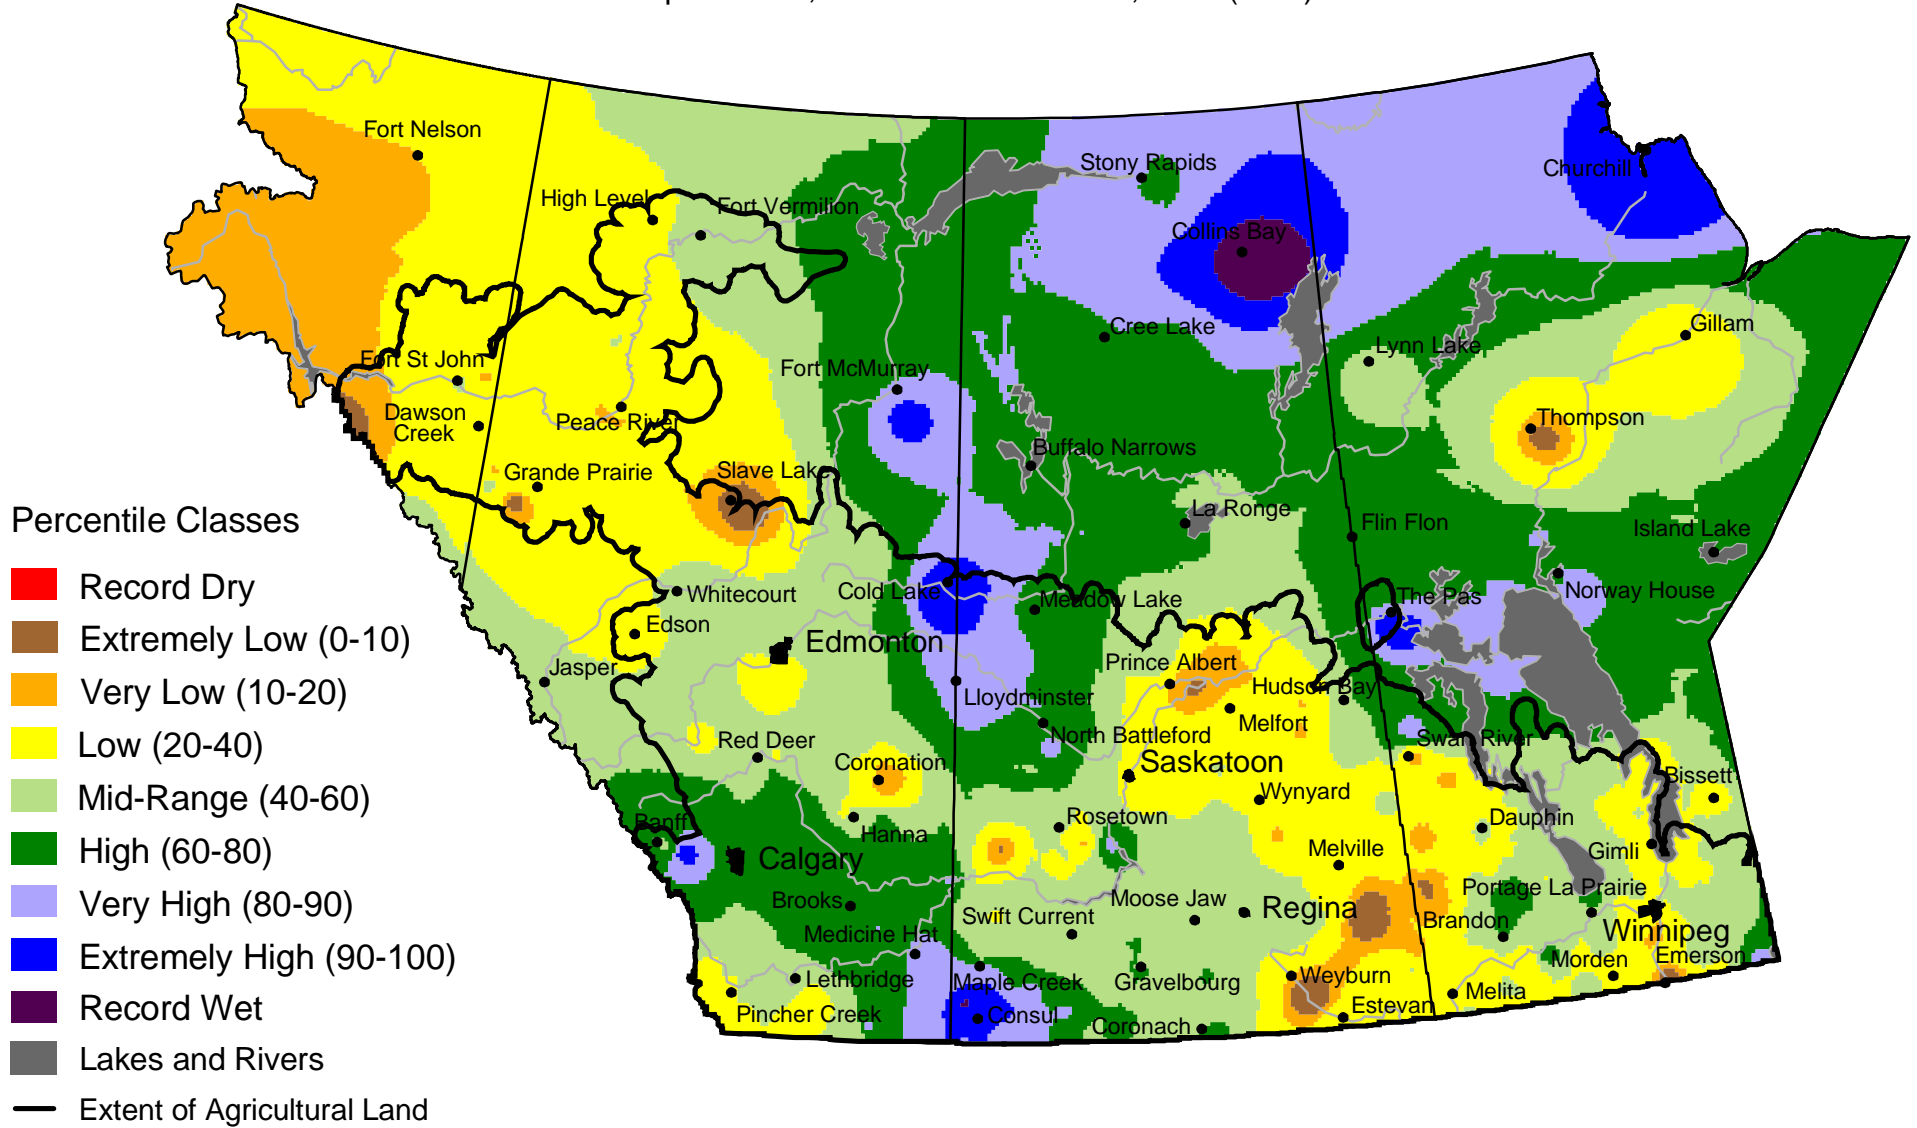 Fort Nelson
Stony Rapids
Churchill
High Level
Fort Vermilion
Collins Bay
Cree Lake
Gillam
Lynn Lake
Fort St John
Fort McMurray
Dawson
Creek
Peace River
Thompson
Buffalo Narrows
Grande Prairie
Slave Lake
La Ronge
Flin Flon
Island Lake
Whitecourt
Cold Lake
Meadow Lake
The Pas
Norway House
Edson
Edmonton
Jasper
Prince Albert
Hudson Bay
Lloydminster
Melfort
North Battleford
Red Deer
Swan River
Coronation
Saskatoon
Bissett
Wynyard
Banff
Hanna
Rosetown
Dauphin
Calgary
Melville
Gimli
Brooks
Moose Jaw
Portage La Prairie
Swift Current
Regina
Brandon
Medicine Hat
Winnipeg
Lethbridge
Maple Creek
Gravelbourg
Weyburn
Morden
Emerson
Pincher Creek
Consul
Coronach
Estevan
Melita
Percentile Classes
Record Dry
Extremely Low (0-10)
Very Low (10-20)
Low (20-40)
Mid-Range (40-60)
High (60-80)
Very High (80-90)
Extremely High (90-100)
Record Wet
Lakes and Rivers
Extent of Agricultural Land